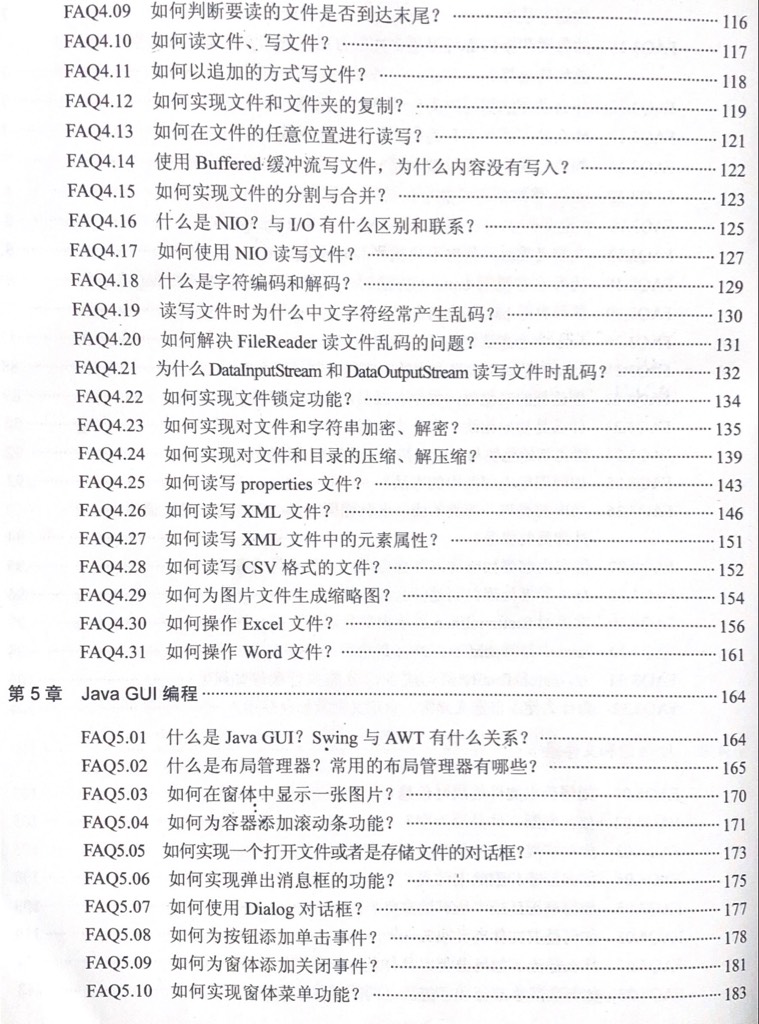 FAQ4.09 如何判断要读的文件是否到达末尾？ 116
FAQ4.10 如何读文件、写文件？ 117
FAQ4.11 如何以追加的方式写文件？ 118
FAQ4.12 如何实现文件和文件夹的复制？ 119
FAQ4.13 如何在文件的任意位置进行读写？ 121
FAQ4.14 使用 Buffered 缓冲流写文件，为什么内容没有写入？ 122
FAQ4.15 如何实现文件的分割与合并？ 123
FAQ4.16 什么是 NIO？与 I/O 有什么区别和联系？ 125
FAQ4.17 如何使用 NIO 读写文件？ 127
FAQ4.18 什么是字符编码和解码？ 129
FAQ4.19 读写文件时为什么中文字符经常产生乱码？ 130
FAQ4.20 如何解决 FileReader 读文件乱码的问题？ 131
FAQ4.21 为什么 DataInputStream 和 DataOutputStream 读写文件时乱码？ 132
FAQ4.22 如何实现文件锁定功能？ 134
FAQ4.23 如何实现对文件和字符串加密、解密？ 135
FAQ4.24 如何实现对文件和目录的压缩、解压缩？ 139
FAQ4.25 如何读写 properties 文件？ 143
FAQ4.26 如何读写 XML 文件？ 146
FAQ4.27 如何读写 XML 文件中的元素属性？ 151
FAQ4.28 如何读写 CSV 格式的文件？ 152
FAQ4.29 如何为图片文件生成缩略图？ 154
FAQ4.30 如何操作 Excel 文件？ 156
FAQ4.31 如何操作 Word 文件？ 161
第 5 章 Java GUI 编程 164
FAQ5.01 什么是 Java GUI？Swing 与 AWT 有什么关系？ 164
FAQ5.02 什么是布局管理器？常用的布局管理器有哪些？ 165
FAQ5.03 如何在窗体中显示一张图片？ 170
FAQ5.04 如何为容器添加滚动条功能？ 171
FAQ5.05 如何实现一个打开文件或者是存储文件的对话框？ 173
FAQ5.06 如何实现弹出消息框的功能？ 175
FAQ5.07 如何使用 Dialog 对话框？ 177
FAQ5.08 如何为按钮添加单击事件？ 178
FAQ5.09 如何为窗体添加关闭事件？ 181
FAQ5.10 如何实现窗体菜单功能？ 183